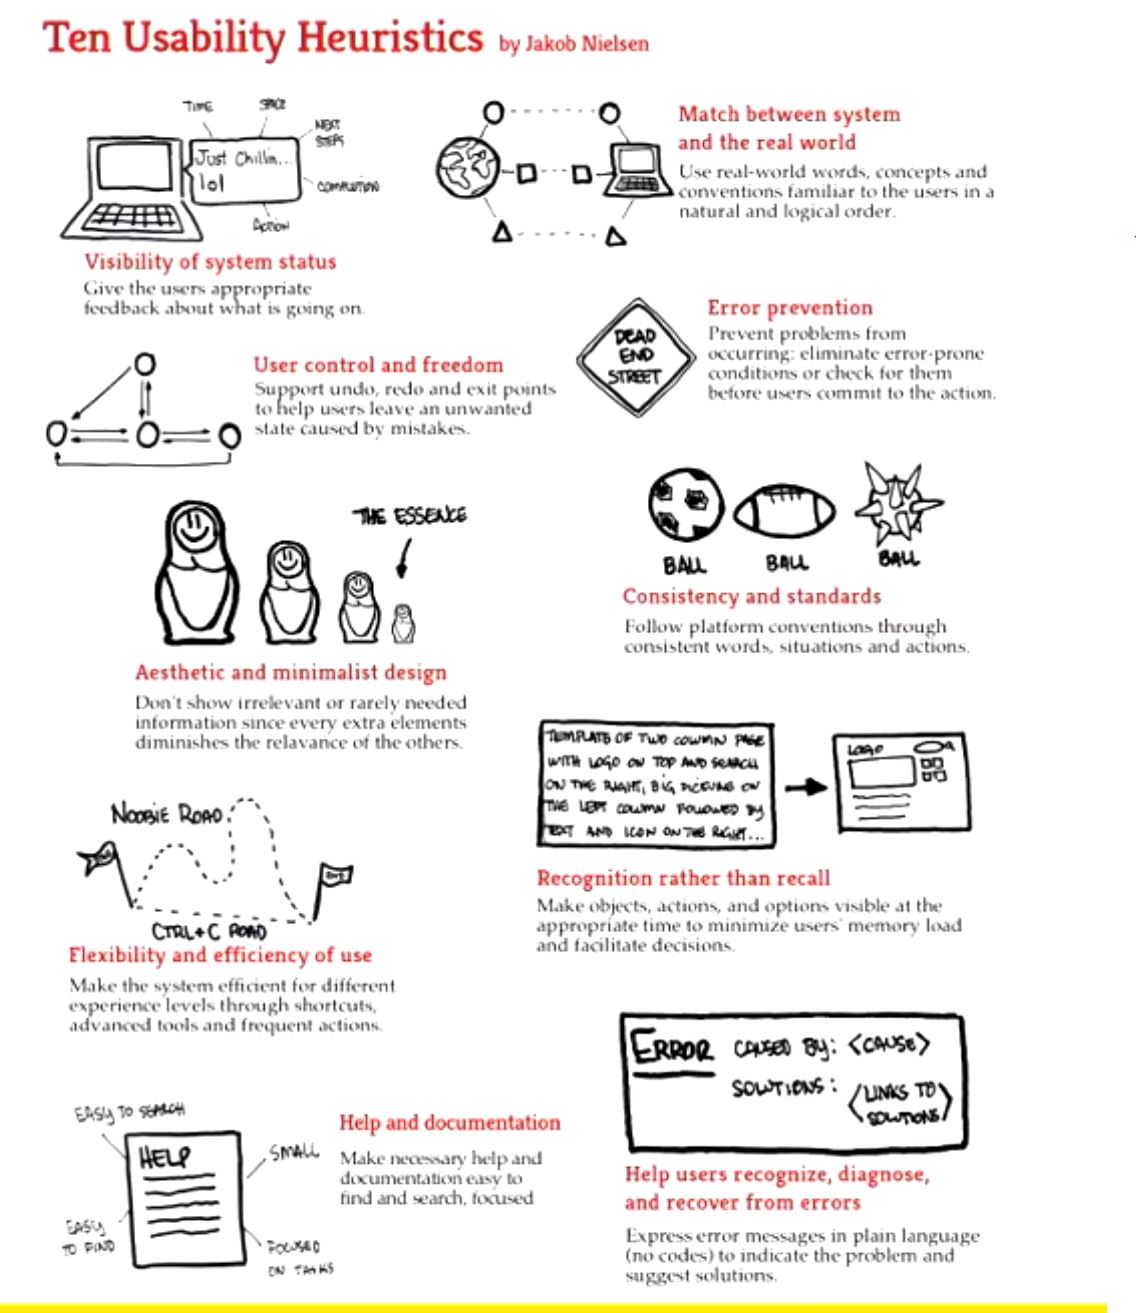 Ten Usability Heuristics by Jakob Nielsen
TIME
SPACE
NEXT
STEPS
Just Chillin...
lol
COMPLETION
ACTION
Visibility of system status
Give the users appropriate
feedback about what is going on.
Match between system
and the real world
Use real-world words, concepts and
conventions familiar to the users in a
natural and logical order.
User control and freedom
Support undo, redo and exit points
to help users leave an unwanted
state caused by mistakes.
DEAD
END
STREET
Error prevention
Prevent problems from
occurring: eliminate error-prone
conditions or check for them
before users commit to the action.
THE ESSENCE
Aesthetic and minimalist design
Don't show irrelevant or rarely needed
information since every extra elements
diminishes the relavance of the others.
BALL
BALL
BALL
Consistency and standards
Follow platform conventions through
consistent words, situations and actions.
TEMPLATE OF TWO COLUMN PAGE
WITH LOGO ON TOP AND SEARCH
ON THE RIGHT, BIG PICTURE ON
THE LEFT COLUMN FOLLOWED BY
TEXT AND ICON ON THE RIGHT...
LOGO
Recognition rather than recall
Make objects, actions, and options visible at the
appropriate time to minimize users' memory load
and facilitate decisions.
NOOBIE ROAD
CTRL+C ROAD
Flexibility and efficiency of use
Make the system efficient for different
experience levels through shortcuts,
advanced tools and frequent actions.
ERROR CAUSED BY: <CAUSE>
SOLUTIONS: <LINKS TO
SOLUTIONS>
Help users recognize, diagnose,
and recover from errors
Express error messages in plain language
(no codes) to indicate the problem and
suggest solutions.
EASY TO SEARCH
HELP
SMALL
EASY
TO FIND
FOCUSED
ON TASKS
Help and documentation
Make necessary help and
documentation easy to
find and search, focused